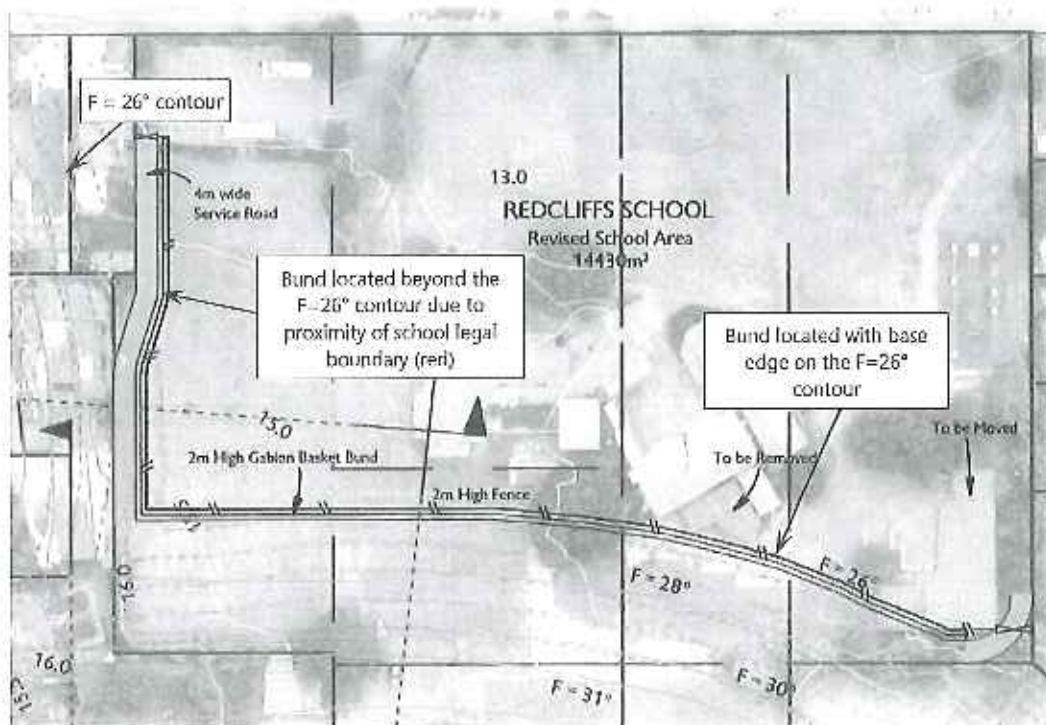 F = 26° contour
4m wide
Service Road
13.0
REDCLIFFS SCHOOL
Revised School Area
14430m²
Bund located beyond the
F=26° contour due to
proximity of school legal
boundary (red)
Bund located with base
edge on the F=26°
contour
15.0
2m High Gabion Basket Bund
2m High Fence
To be Removed
To be Moved
F = 28°
F = 26°
16.0
16.0
F = 31°
F = 30°